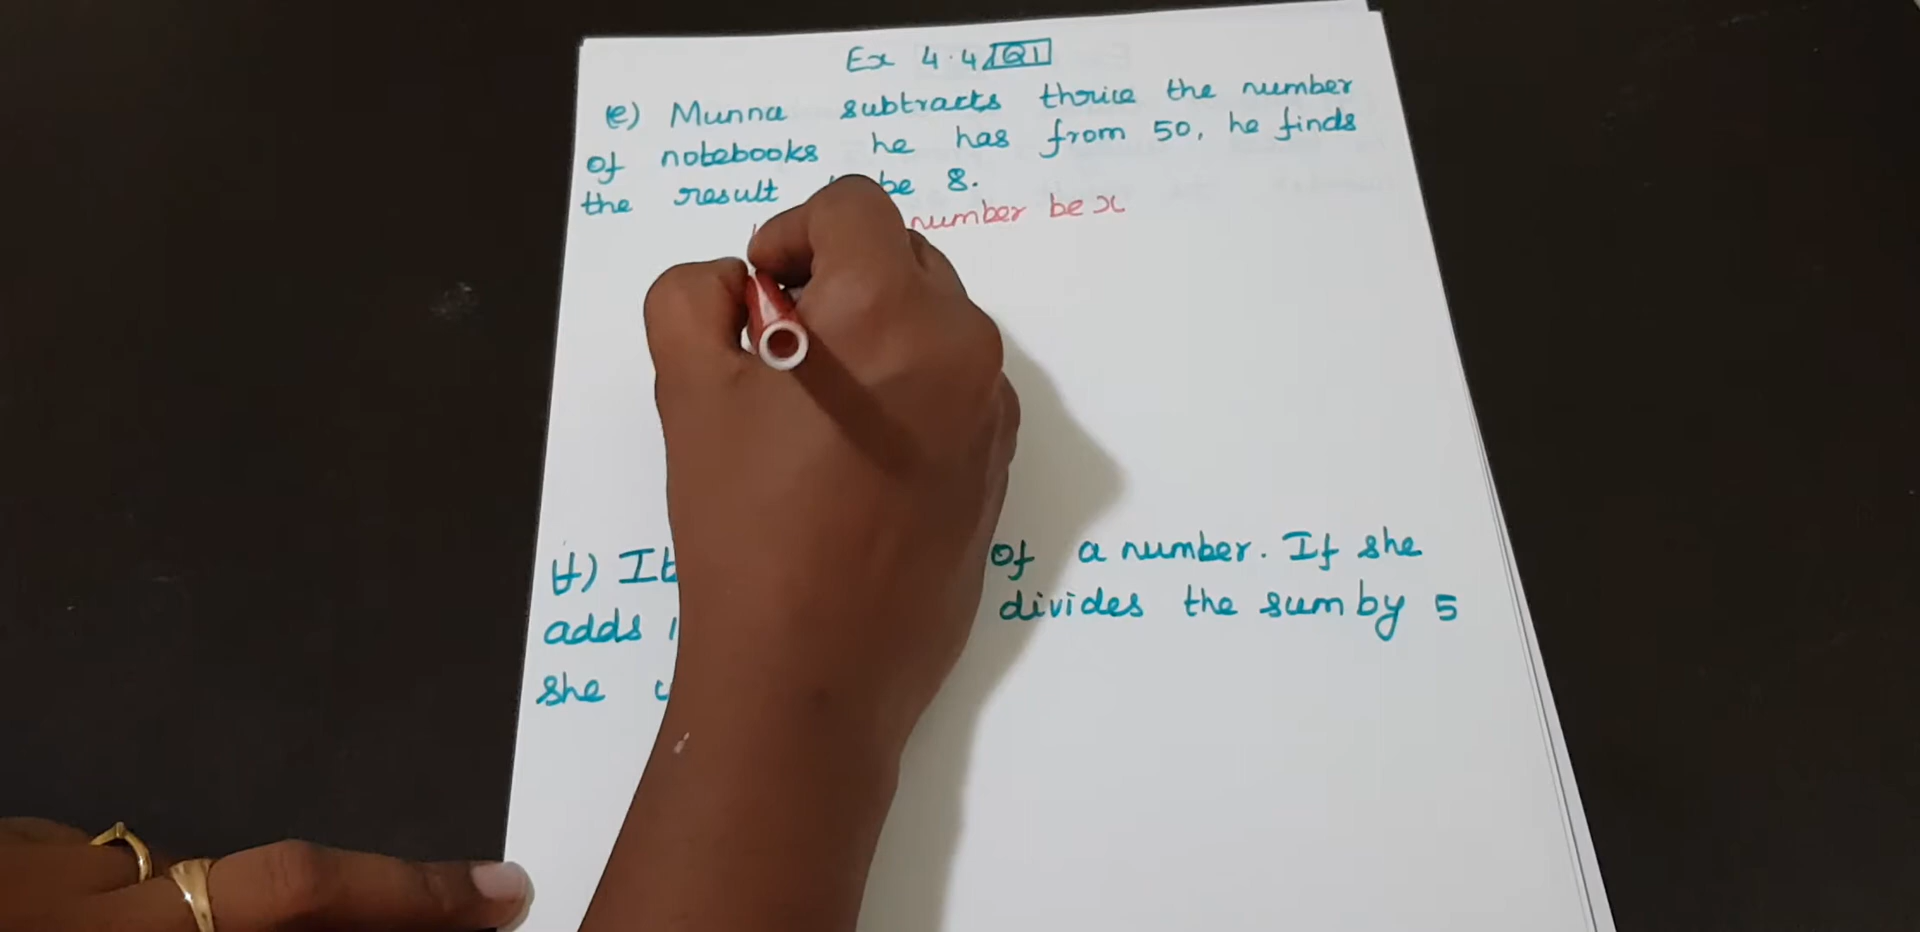 Ex 4.4 Q1
(e) Munna subtracts thrice the number
of notebooks he has from 50, he finds
the result be 8.
number be x
f) of a number. If she
adds divides the sum by 5
she